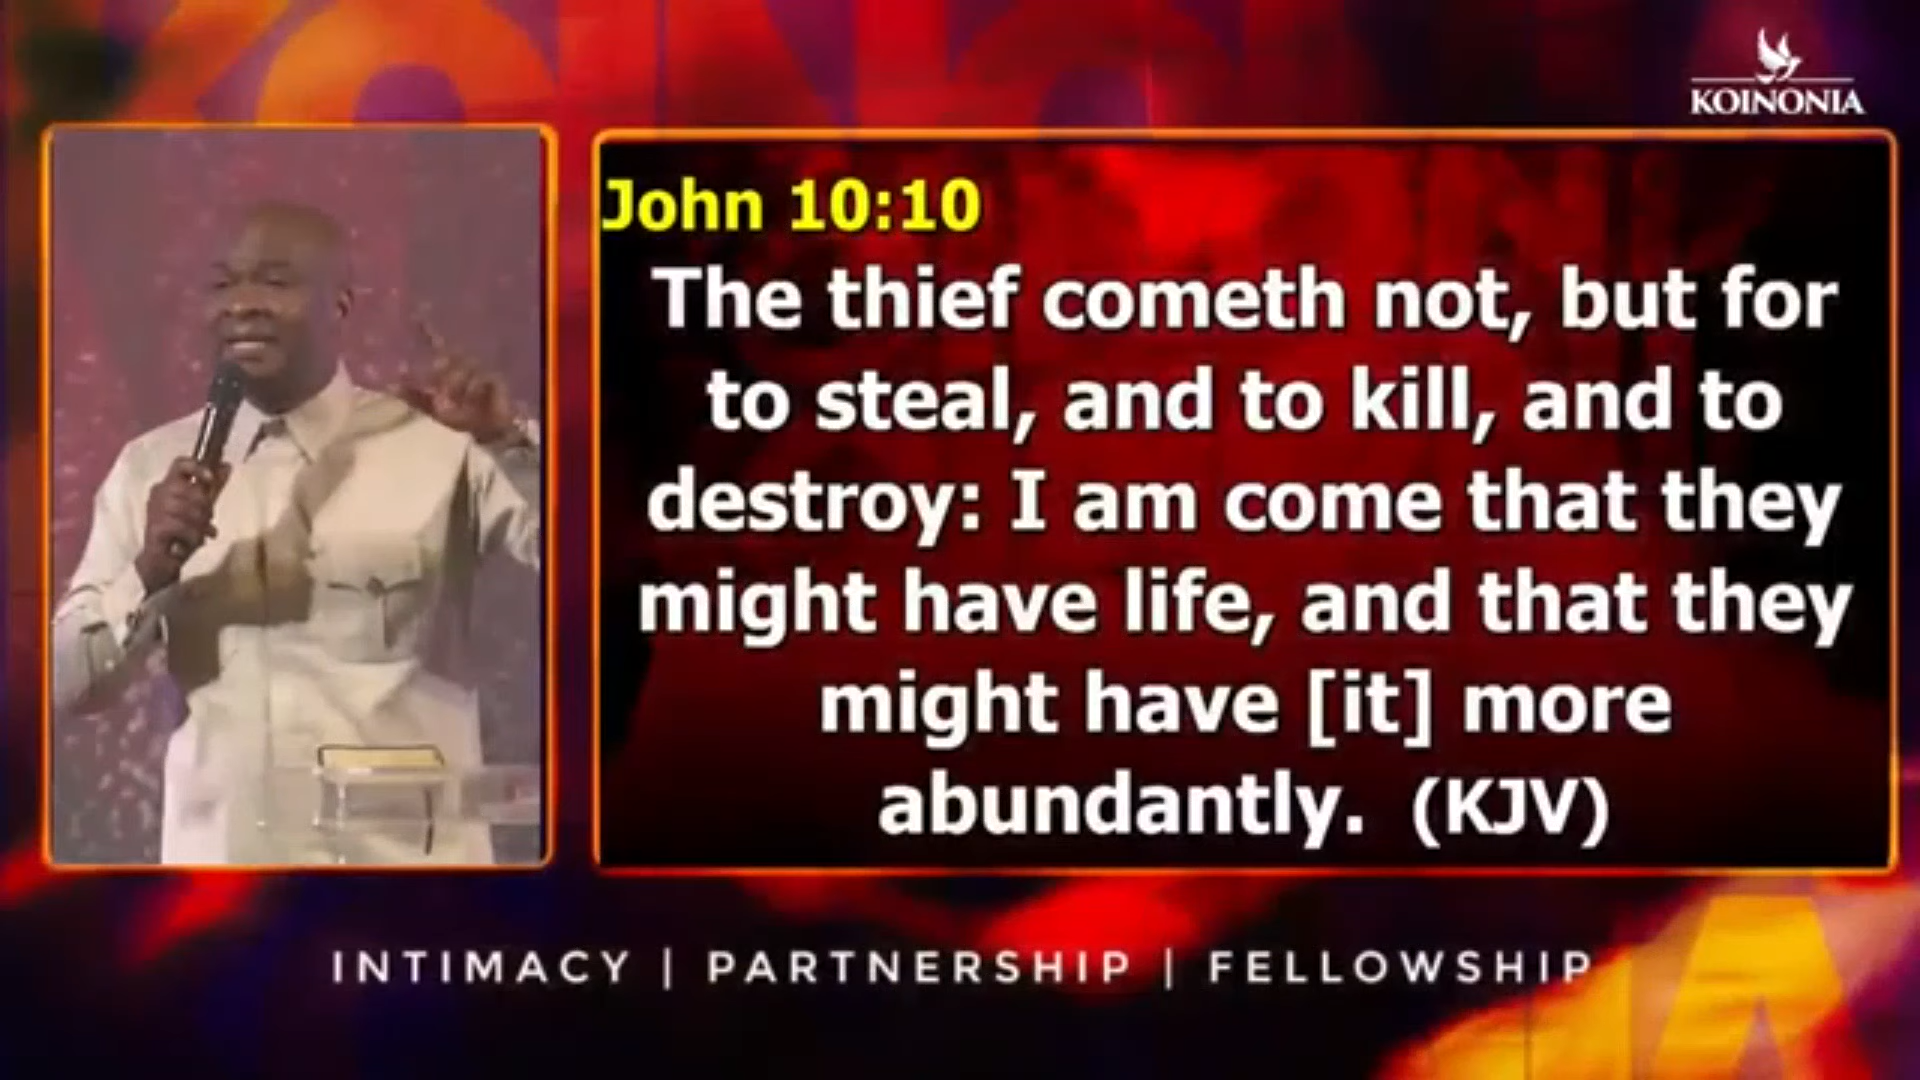 KOINONIA
John 10:10
The thief cometh not, but for
to steal, and to kill, and to
destroy: I am come that they
might have life, and that they
might have [it] more
abundantly. (KJV)
INTIMACY | PARTNERSHIP | FELLOWSHIP